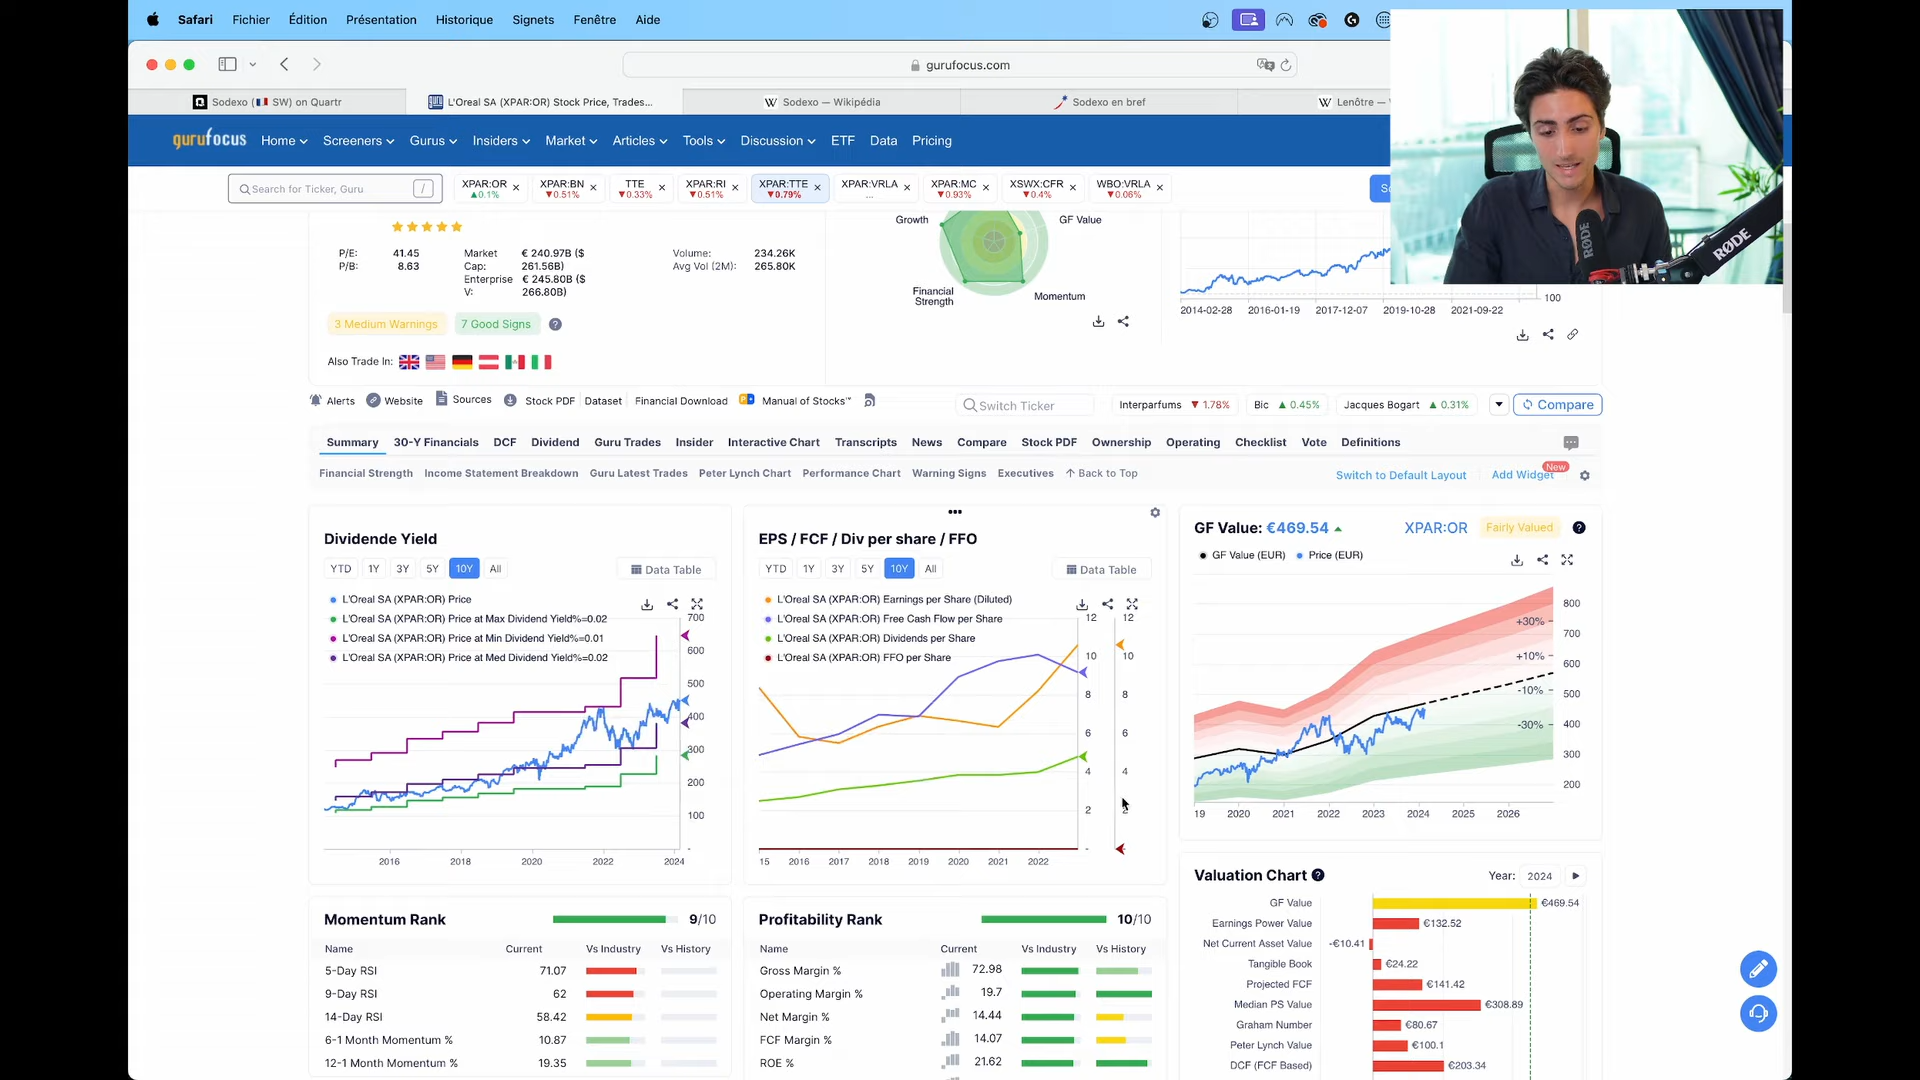 Safari Fichier Édition Présentation Historique Signets Fenêtre Aide
gurufocus.com
Sodexo (🇫🇷 SW) on Quartr
L'Oreal SA (XPAR:OR) Stock Price, Trades...
Sodexo — Wikipédia
Sodexo en bref
Lenôtre —
gurufocus Home Screeners Gurus Insiders Market Articles Tools Discussion ETF Data Pricing
Search for Ticker, Guru /
XPAR:OR × XPAR:BN × TTE × XPAR:RI × XPAR:TTE × XPAR:VRLA × XPAR:MC × XSWX:CFR × WBO:VRLA ×
▲0.1% ▼0.51% ▼0.33% ▼0.51% ▼0.79% ... ▼0.93% ▼0.4% ▼0.06%
P/E: 41.45
P/B: 8.63
Market Cap: € 240.97B ($ 261.56B)
Enterprise V: € 245.80B ($ 266.80B)
Volume: 234.26K
Avg Vol (2M): 265.80K
3 Medium Warnings 7 Good Signs ?
Also Trade In:
Growth GF Value
Financial Strength Momentum
100
2014-02-28 2016-01-19 2017-12-07 2019-10-28 2021-09-22
Alerts Website Sources Stock PDF Dataset Financial Download Manual of Stocks™
Switch Ticker
Interparfums ▼ 1.78% Bic ▲ 0.45% Jacques Bogart ▲ 0.31% Compare
Summary 30-Y Financials DCF Dividend Guru Trades Insider Interactive Chart Transcripts News Compare Stock PDF Ownership Operating Checklist Vote Definitions
Financial Strength Income Statement Breakdown Guru Latest Trades Peter Lynch Chart Performance Chart Warning Signs Executives ↑ Back to Top
Switch to Default Layout Add Widget New
Dividende Yield
YTD 1Y 3Y 5Y 10Y All Data Table
L'Oreal SA (XPAR:OR) Price
L'Oreal SA (XPAR:OR) Price at Max Dividend Yield%=0.02
L'Oreal SA (XPAR:OR) Price at Min Dividend Yield%=0.01
L'Oreal SA (XPAR:OR) Price at Med Dividend Yield%=0.02
700
600
500
400
300
200
100
-
2016 2018 2020 2022 2024
EPS / FCF / Div per share / FFO
YTD 1Y 3Y 5Y 10Y All Data Table
L'Oreal SA (XPAR:OR) Earnings per Share (Diluted)
L'Oreal SA (XPAR:OR) Free Cash Flow per Share
L'Oreal SA (XPAR:OR) Dividends per Share
L'Oreal SA (XPAR:OR) FFO per Share
12 12
10 10
8 8
6 6
4 4
2 2
-
15 2016 2017 2018 2019 2020 2021 2022
GF Value: €469.54 XPAR:OR Fairly Valued ?
GF Value (EUR) Price (EUR)
800
+30%
700
+10%
600
-10%
500
-30%
400
300
200
19 2020 2021 2022 2023 2024 2025 2026
Momentum Rank 9/10
Name Current Vs Industry Vs History
5-Day RSI 71.07
9-Day RSI 62
14-Day RSI 58.42
6-1 Month Momentum % 10.87
12-1 Month Momentum % 19.35
Profitability Rank 10/10
Name Current Vs Industry Vs History
Gross Margin % 72.98
Operating Margin % 19.7
Net Margin % 14.44
FCF Margin % 14.07
ROE % 21.62
Valuation Chart ? Year: 2024
GF Value €469.54
Earnings Power Value €132.52
Net Current Asset Value -€10.41
Tangible Book €24.22
Projected FCF €141.42
Median PS Value €308.89
Graham Number €80.67
Peter Lynch Value €100.1
DCF (FCF Based) €203.34
RØDE
RØDE